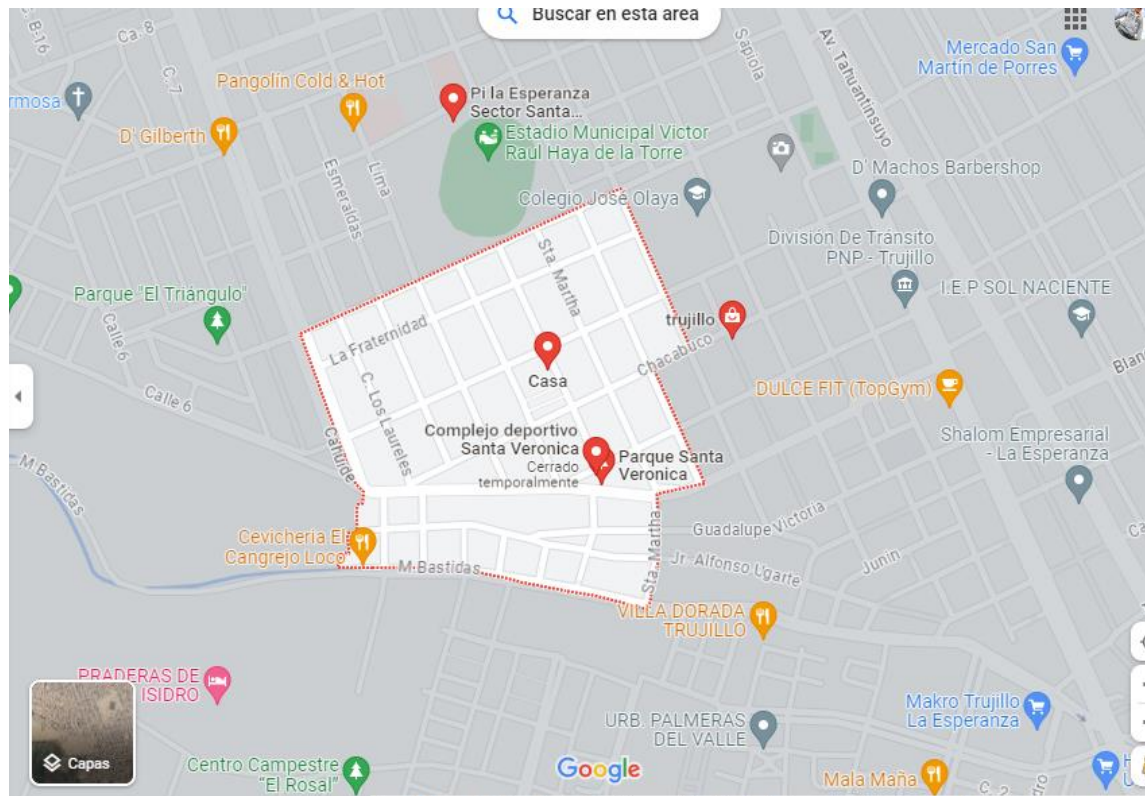 Buscar en esta area
Ca. 8
C. B-16
C. 7
Pangolín Cold & Hot
D' Gilberth
Pi la Esperanza
Sector Santa...
Estadio Municipal Victor
Raul Haya de la Torre
Sapiola
Av. Tahuantinsuyo
Mercado San
Martín de Porres
D' Machos Barbershop
Colegio José Olaya
División De Tránsito
PNP - Trujillo
I.E.P SOL NACIENTE
Esmeraldas
Lima
Parque "El Triángulo"
Calle 6
Calle 6
La Fraternidad
Sta. Martha
trujillo
Chacabuco
Casa
C. Los Laureles
Cahuide
DULCE FIT (TopGym)
Complejo deportivo
Santa Veronica
Cerrado
temporalmente
Parque Santa
Veronica
Shalom Empresarial
- La Esperanza
M Bastidas
Guadalupe Victoria
Cevicheria El
Cangrejo Loco
M Bastidas
Sta. Martha
Jr. Alfonso Ugarte
Junin
VILLA DORADA
TRUJILLO
PRADERAS DE
ISIDRO
Capas
Centro Campestre
"El Rosal"
Google
URB. PALMERAS
DEL VALLE
Makro Trujillo
La Esperanza
Mala Maña
C. 2